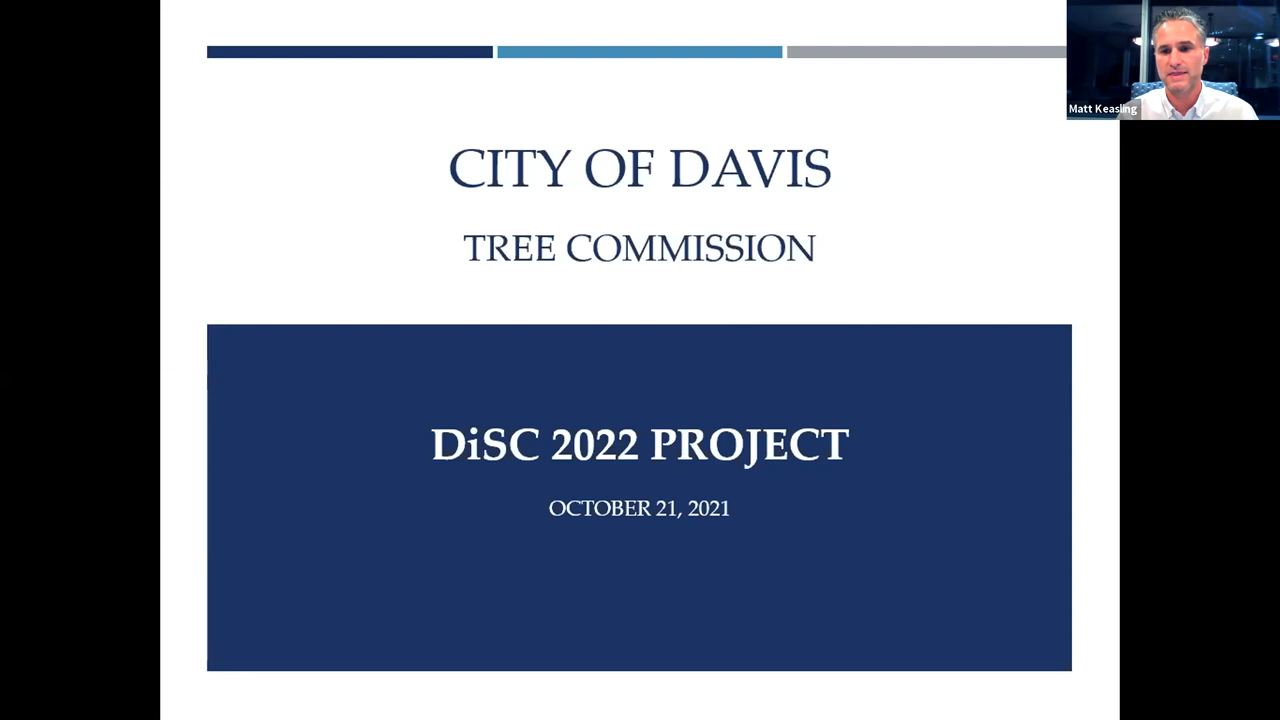 Matt Keasling
CITY OF DAVIS
TREE COMMISSION
DiSC 2022 PROJECT
OCTOBER 21, 2021